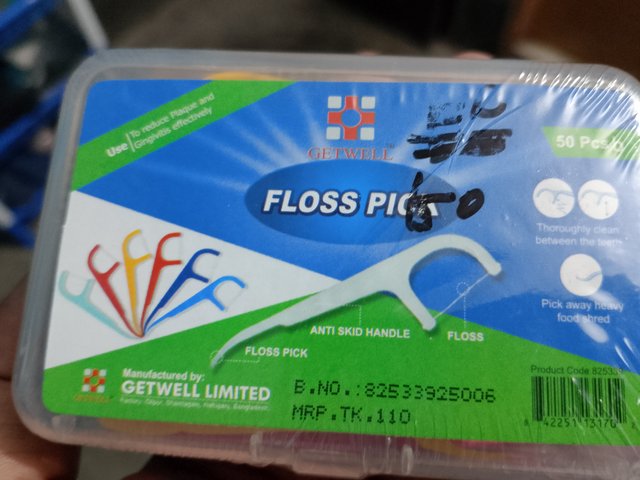 Use
To reduce Plaque and
Gingivitis effectively
GETWELL
50 Pcs
FLOSS PICK
80
Thoroughly clean
between the teeth
Pick away heavy
food shred
ANTI SKID HANDLE
FLOSS
FLOSS PICK
Product Code
Manufactured by:
GETWELL LIMITED
B.NO.:82533925006
MRP.TK.110